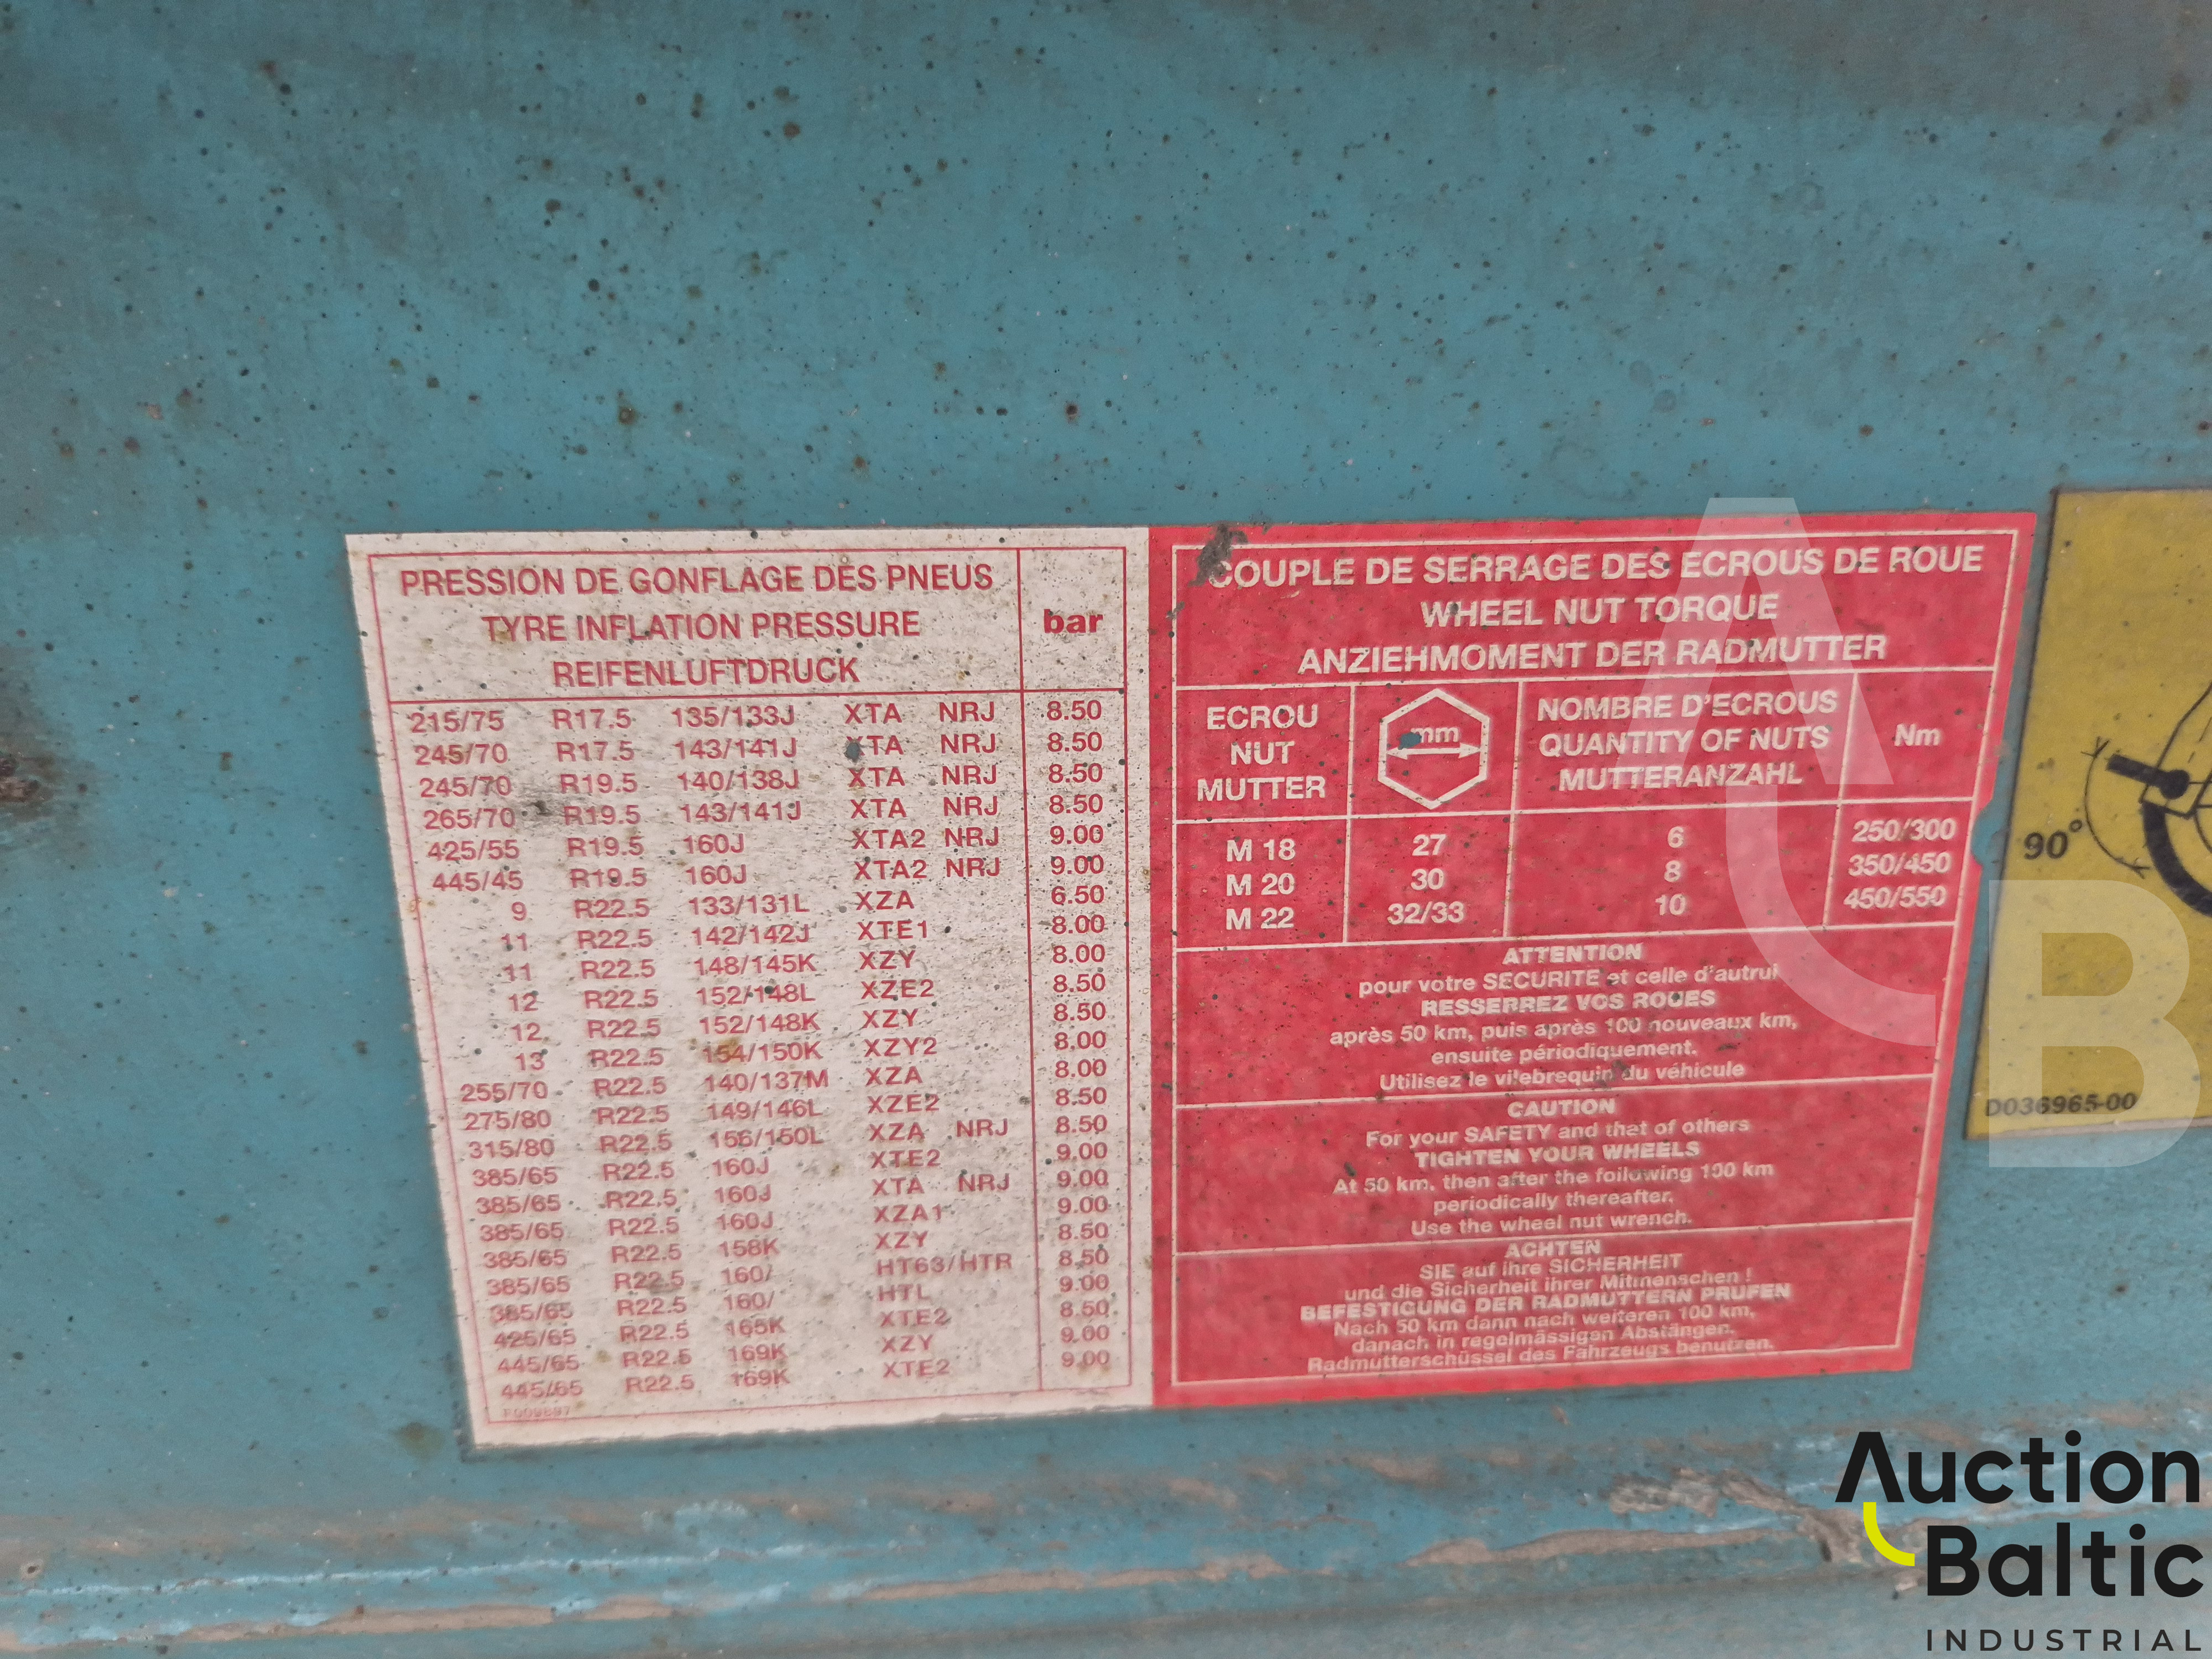 PRESSION DE GONFLAGE DES PNEUS
TYRE INFLATION PRESSURE
REIFENLUFTDRUCK
bar
215/75 R17.5 135/133J XTA NRJ 8.50
245/70 R17.5 143/141J XTA NRJ 8.50
245/70 R19.5 140/138J XTA NRJ 8.50
265/70 R19.5 143/141J XTA NRJ 8.50
425/55 R19.5 160J XTA2 NRJ 9.00
445/45 R19.5 160J XTA2 NRJ 9.00
9 R22.5 133/131L XZA 6.50
11 R22.5 142/142J XTE1 8.00
11 R22.5 148/145K XZY 8.00
12 R22.5 152/148L XZE2 8.50
12 R22.5 152/148K XZY 8.50
13 R22.5 154/150K XZY2 8.00
255/70 R22.5 140/137M XZA 8.00
275/80 R22.5 149/146L XZE2 8.50
315/80 R22.5 156/150L XZA NRJ 8.50
385/65 R22.5 160J XTE2 9.00
385/65 R22.5 160J XTA NRJ 9.00
385/65 R22.5 160J XZA1 9.00
385/65 R22.5 158K XZY 8.50
385/65 R22.5 160/ HT63/HTR 8.50
385/65 R22.5 160/ HTL 9.00
425/65 R22.5 165K XTE2 8.50
445/65 R22.5 169K XZY 9.00
445/65 R22.5 169K XTE2 9.00
COUPLE DE SERRAGE DES ECROUS DE ROUE
WHEEL NUT TORQUE
ANZIEHMOMENT DER RADMUTTER
ECROU
NUT
MUTTER
mm
NOMBRE D'ECROUS
QUANTITY OF NUTS
MUTTERANZAHL
Nm
M 18 27 6 250/300
M 20 30 8 350/450
M 22 32/33 10 450/550
ATTENTION
pour votre SECURITE et celle d'autrui
RESSERREZ VOS ROUES
après 50 km, puis après 100 nouveaux km,
ensuite périodiquement.
Utilisez le vilebrequin du véhicule
CAUTION
For your SAFETY and that of others
TIGHTEN YOUR WHEELS
At 50 km. then after the following 100 km
periodically thereafter.
Use the wheel nut wrench.
ACHTEN
SIE auf ihre SICHERHEIT
und die Sicherheit ihrer Mitmenschen !
BEFESTIGUNG DER RADMUTTERN PRUFEN
Nach 50 km dann nach weiteren 100 km,
danach in regelmässigen Abstängen.
Radmutterschüssel des Fahrzeugs benutzen.
90°
D036965-00
AB
Auction
Baltic
INDUSTRIAL